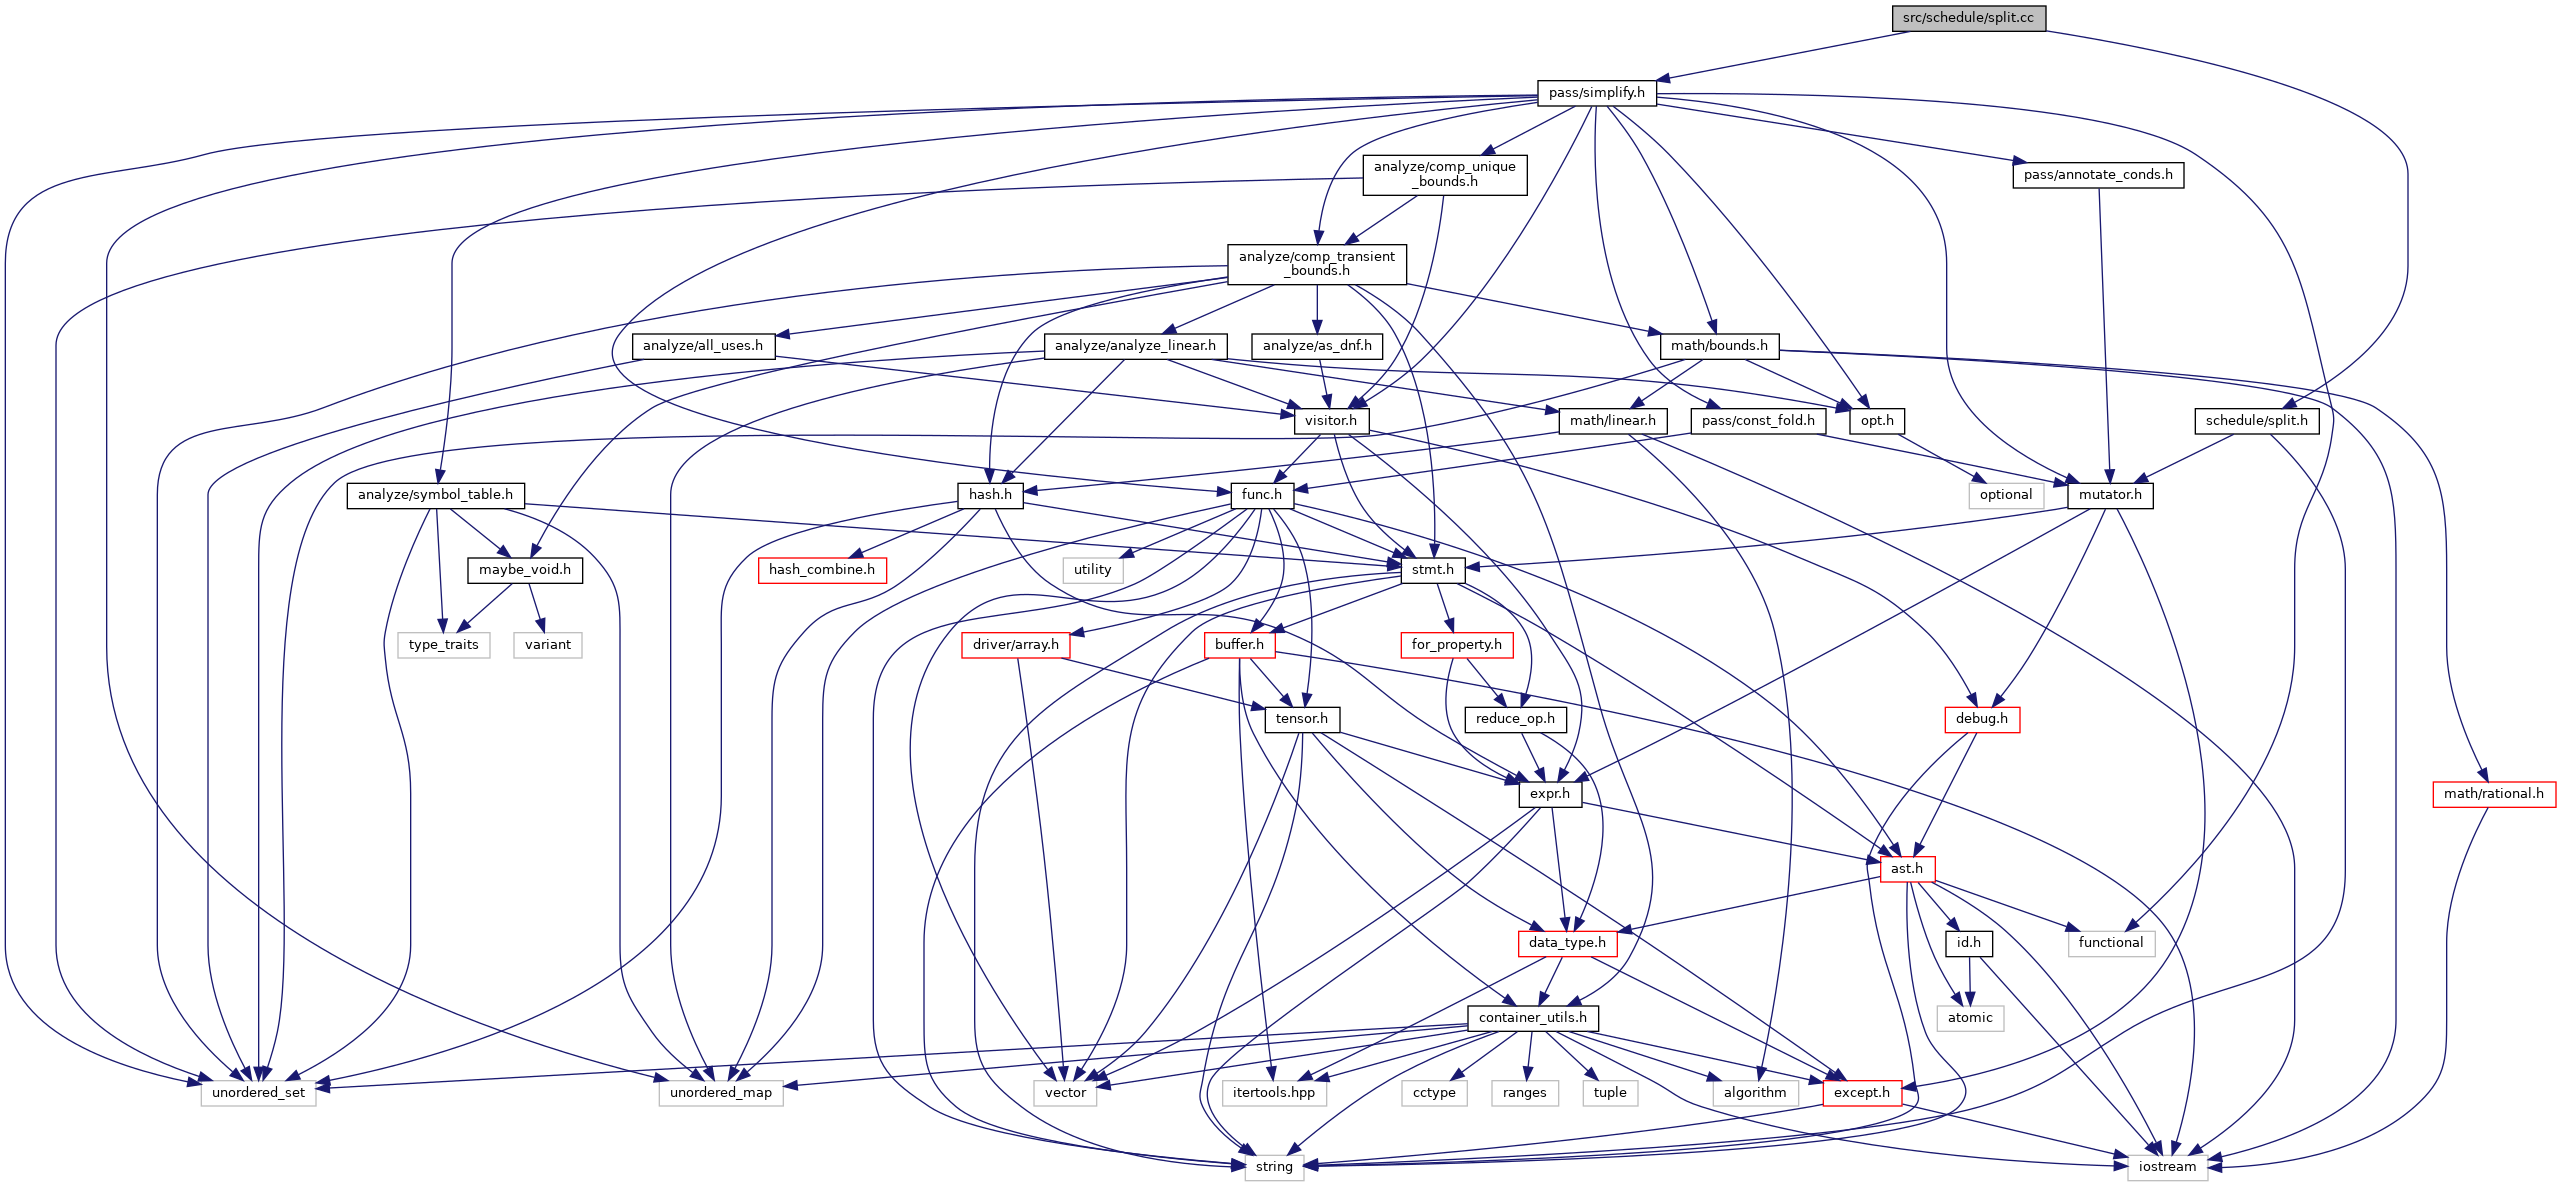 src/schedule/split.cc
pass/simplify.h
analyze/comp_unique
_bounds.h
pass/annotate_conds.h
analyze/comp_transient
_bounds.h
analyze/all_uses.h
analyze/analyze_linear.h
analyze/as_dnf.h
math/bounds.h
visitor.h
math/linear.h
pass/const_fold.h
opt.h
schedule/split.h
analyze/symbol_table.h
hash.h
func.h
optional
mutator.h
maybe_void.h
hash_combine.h
utility
stmt.h
type_traits
variant
driver/array.h
buffer.h
for_property.h
tensor.h
reduce_op.h
debug.h
expr.h
math/rational.h
ast.h
data_type.h
id.h
functional
container_utils.h
atomic
unordered_set
unordered_map
vector
itertools.hpp
cctype
ranges
tuple
algorithm
except.h
string
iostream